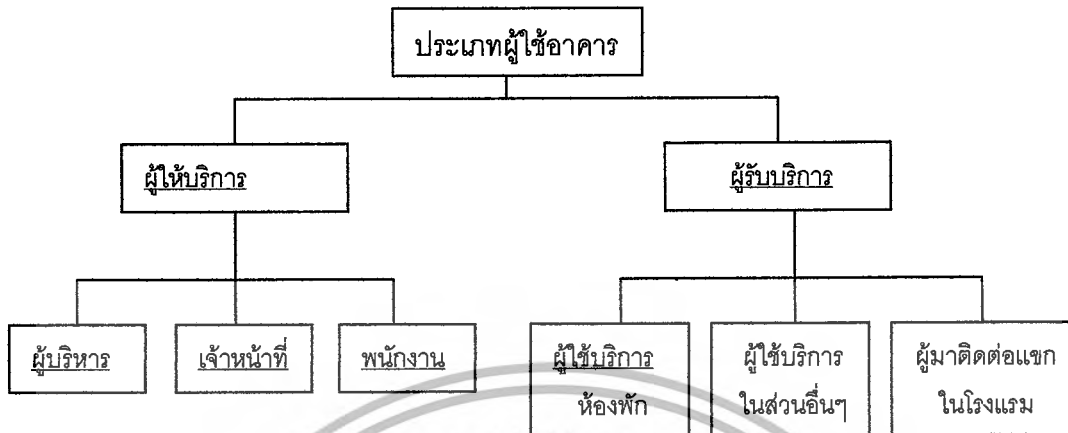 ประเภทผู้ใช้อาคาร
ผู้ให้บริการ
ผู้รับบริการ
ผู้บริหาร
เจ้าหน้าที่
พนักงาน
ผู้ใช้บริการ
ห้องพัก
ผู้ใช้บริการ
ในส่วนอื่นๆ
ผู้มาติดต่อแขก
ในโรงแรม